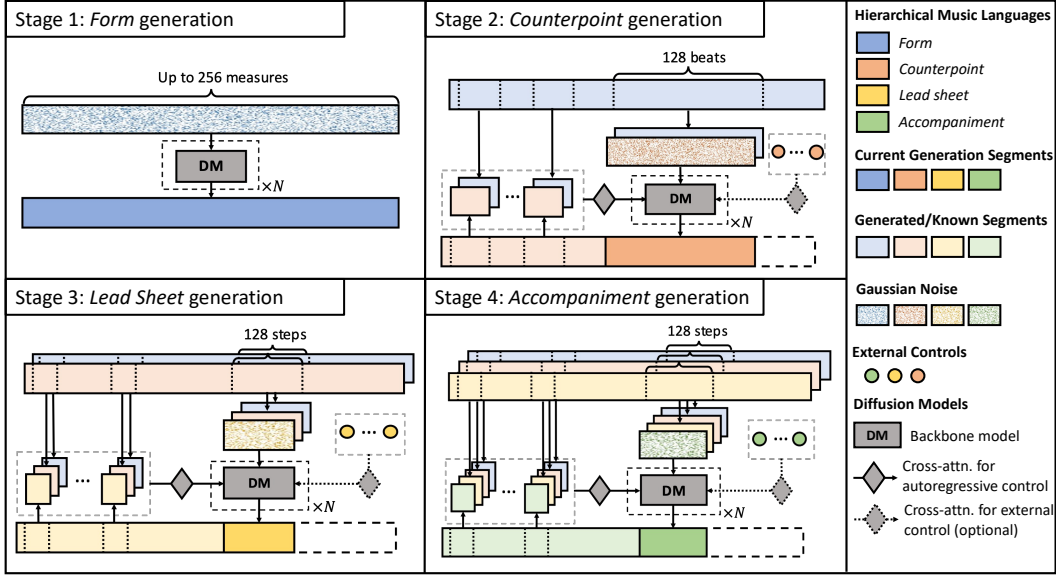 Stage 1: Form generation
Up to 256 measures
DM
×N
Stage 2: Counterpoint generation
128 beats
...
...
DM
×N
Stage 3: Lead Sheet generation
128 steps
...
...
DM
×N
Stage 4: Accompaniment generation
128 steps
...
...
DM
×N
Hierarchical Music Languages
Form
Counterpoint
Lead sheet
Accompaniment
Current Generation Segments
Generated/Known Segments
Gaussian Noise
External Controls
Diffusion Models
DM Backbone model
Cross-attn. for
autoregressive control
Cross-attn. for external
control (optional)